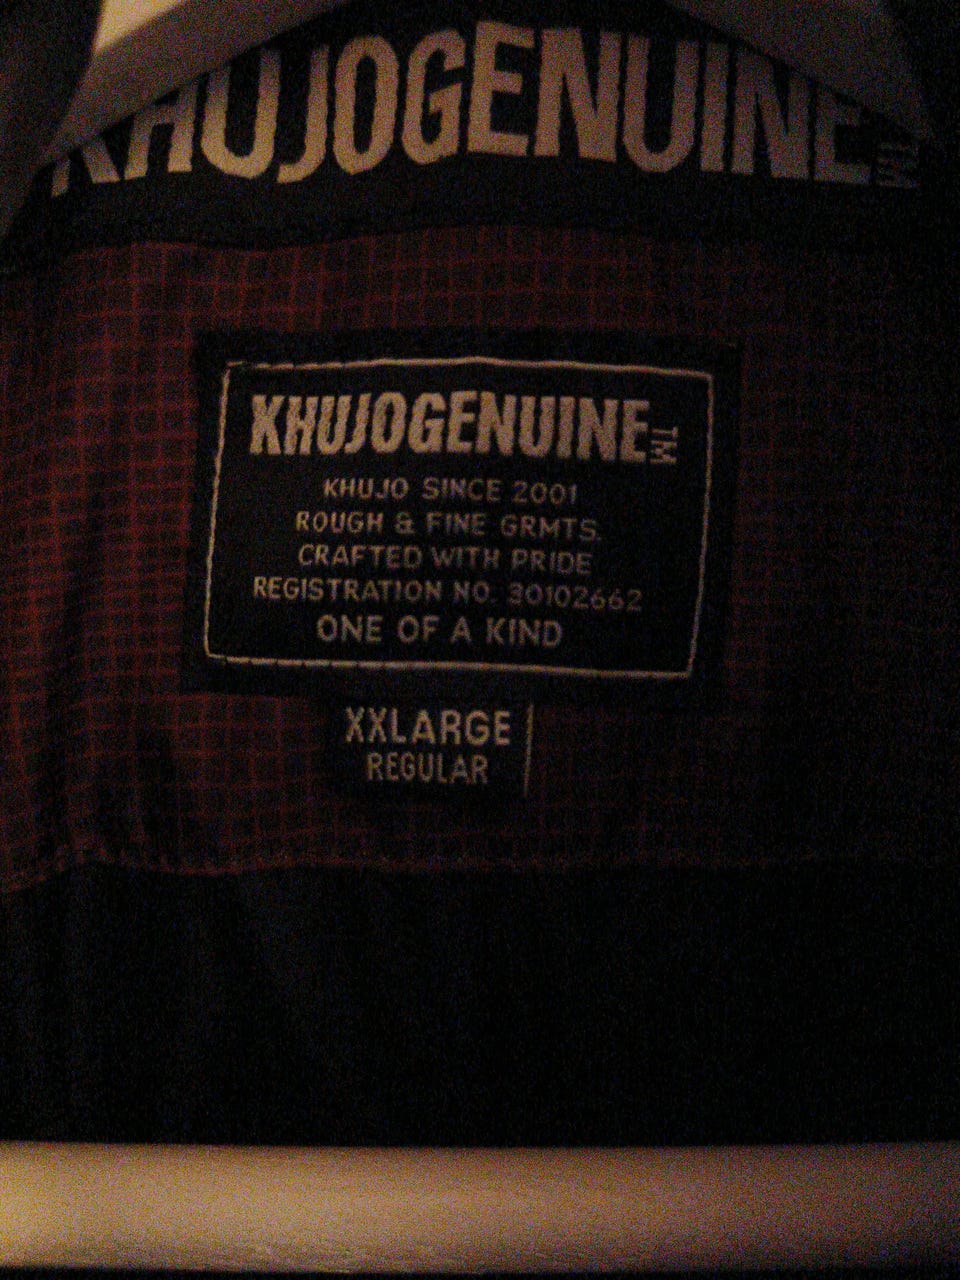 KHUJOGENUINE TM
KHUJOGENUINE TM
KHUJO SINCE 2001
ROUGH & FINE GRMTS.
CRAFTED WITH PRIDE
REGISTRATION NO. 30102662
ONE OF A KIND
XXLARGE
REGULAR